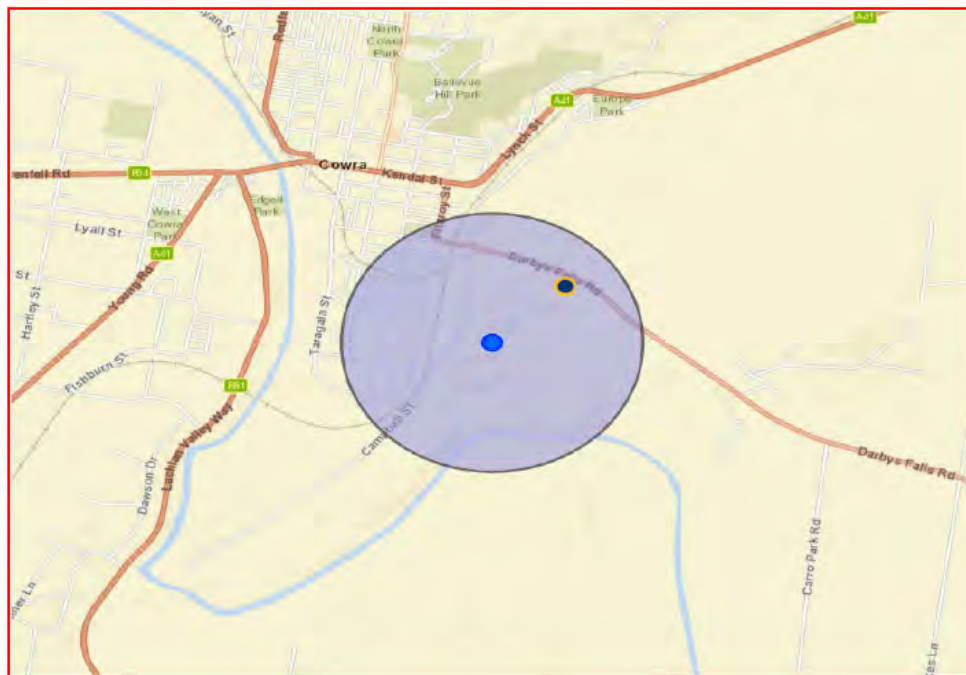 A41
North
Cowra
Park
Bellevue
Hill Park
A41
Europa
Park
Lynch St
Cowra
Kendal St
B64
Edgell
Park
West
Cowra
Park
Lyall St
A41
Young Rd
St
Hartley St
Taragala St
Darbys Falls Rd
Fishburn St
B81
Campbell St
Lachlan Valley Way
Dawson Dr
Darbys Falls Rd
Carro Park Rd